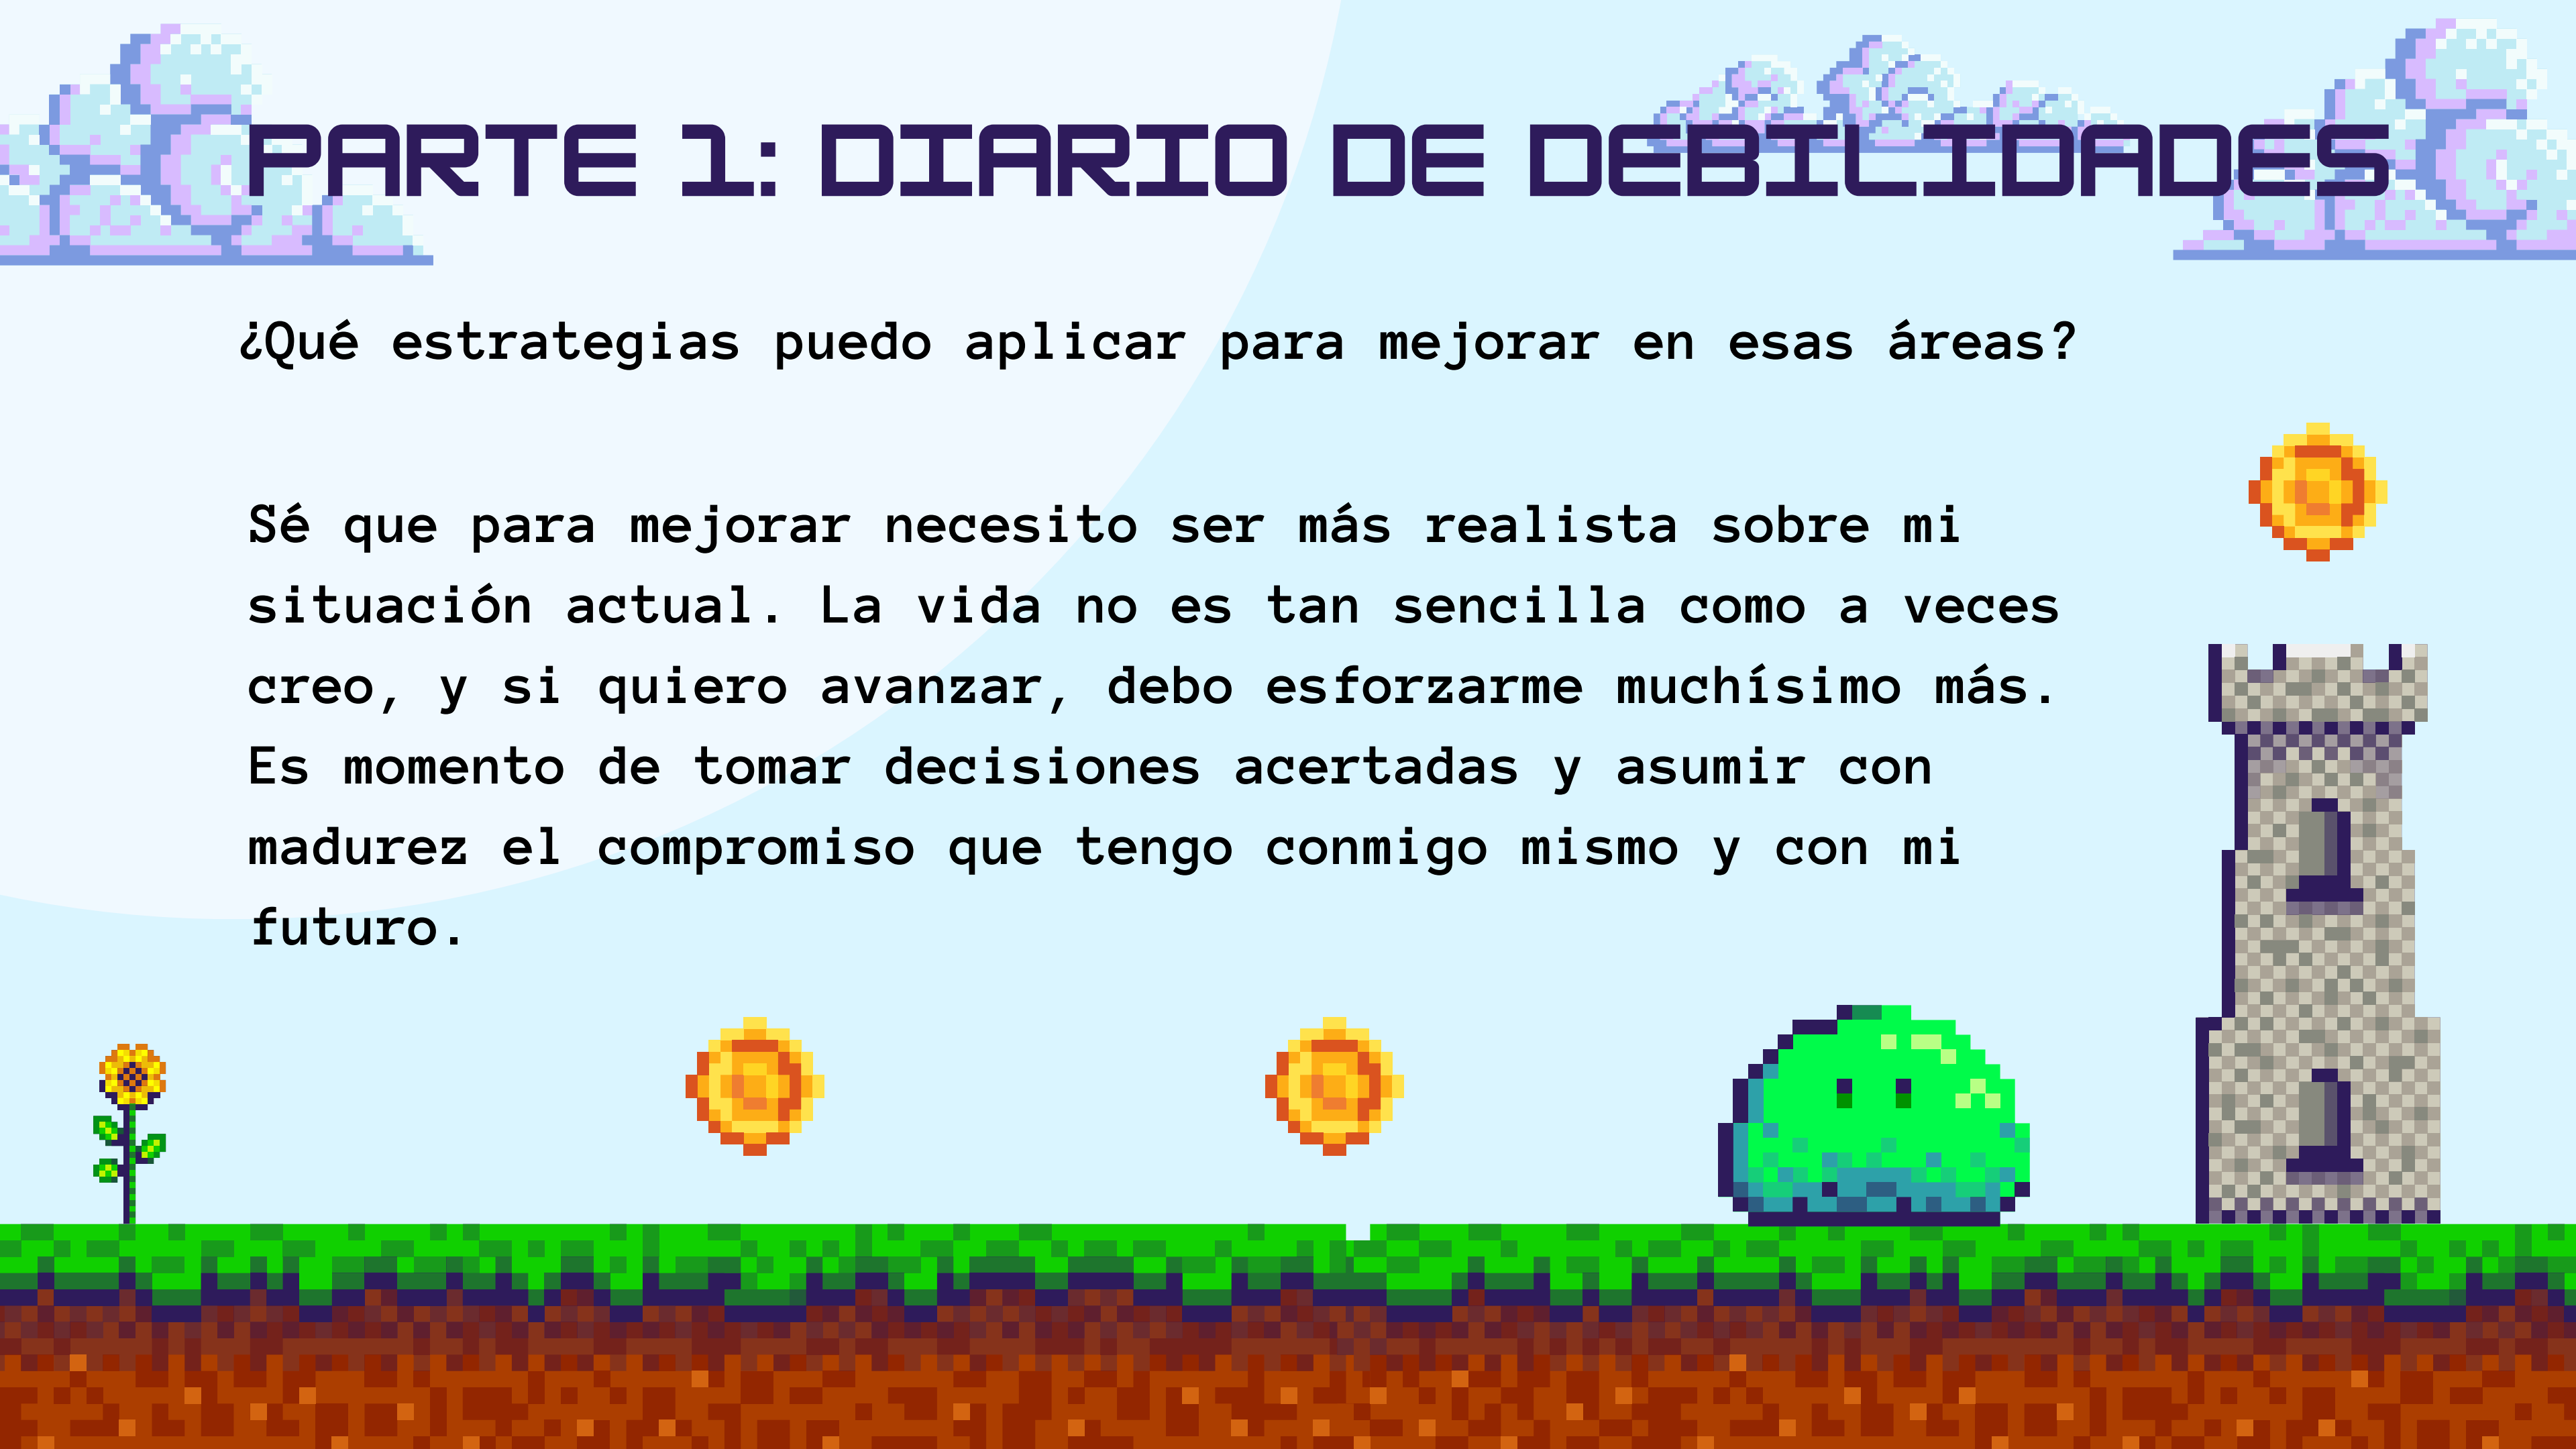 PARTE 1: DIARIO DE DEBILIDADES
¿Qué estrategias puedo aplicar para mejorar en esas áreas?
Sé que para mejorar necesito ser más realista sobre mi
situación actual. La vida no es tan sencilla como a veces
creo, y si quiero avanzar, debo esforzarme muchísimo más.
Es momento de tomar decisiones acertadas y asumir con
madurez el compromiso que tengo conmigo mismo y con mi
futuro.